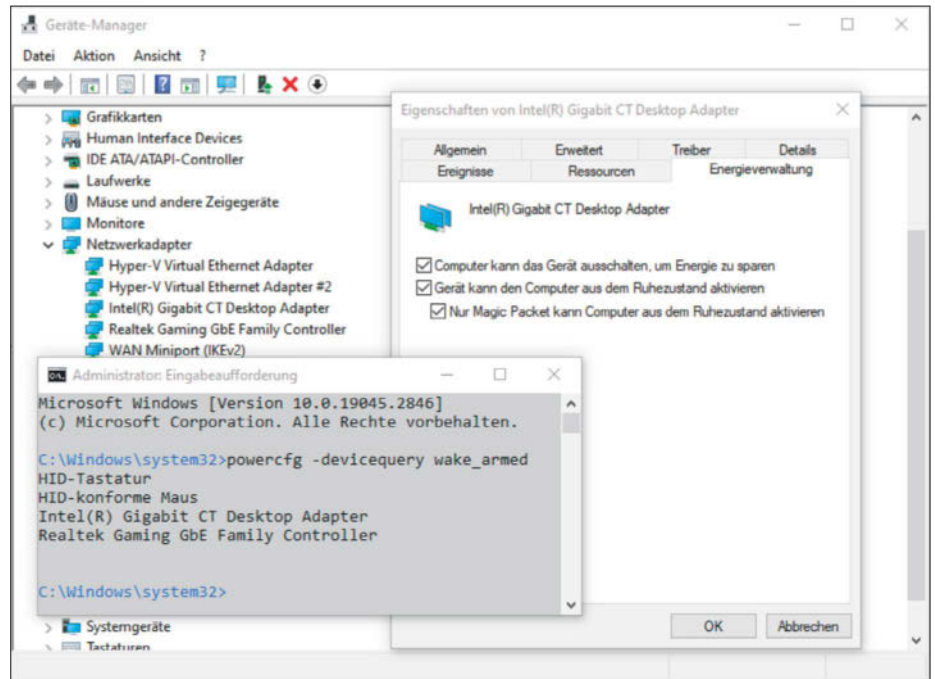 Geräte-Manager
Datei Aktion Ansicht ?
Grafikkarten
Human Interface Devices
IDE ATA/ATAPI-Controller
Laufwerke
Mäuse und andere Zeigegeräte
Monitore
Netzwerkadapter
Hyper-V Virtual Ethernet Adapter
Hyper-V Virtual Ethernet Adapter #2
Intel(R) Gigabit CT Desktop Adapter
Realtek Gaming GbE Family Controller
WAN Miniport (IKEv2)
Eigenschaften von Intel(R) Gigabit CT Desktop Adapter
Allgemein Erweitert Treiber Details
Ereignisse Ressourcen Energieverwaltung
Intel(R) Gigabit CT Desktop Adapter
Computer kann das Gerät ausschalten, um Energie zu sparen
Gerät kann den Computer aus dem Ruhezustand aktivieren
Nur Magic Packet kann Computer aus dem Ruhezustand aktivieren
Administrator: Eingabeaufforderung
Microsoft Windows [Version 10.0.19045.2846]
(c) Microsoft Corporation. Alle Rechte vorbehalten.
C:\Windows\system32>powercfg -devicequery wake_armed
HID-Tastatur
HID-konforme Maus
Intel(R) Gigabit CT Desktop Adapter
Realtek Gaming GbE Family Controller
C:\Windows\system32>
OK Abbrechen
Systemgeräte
Tastaturen